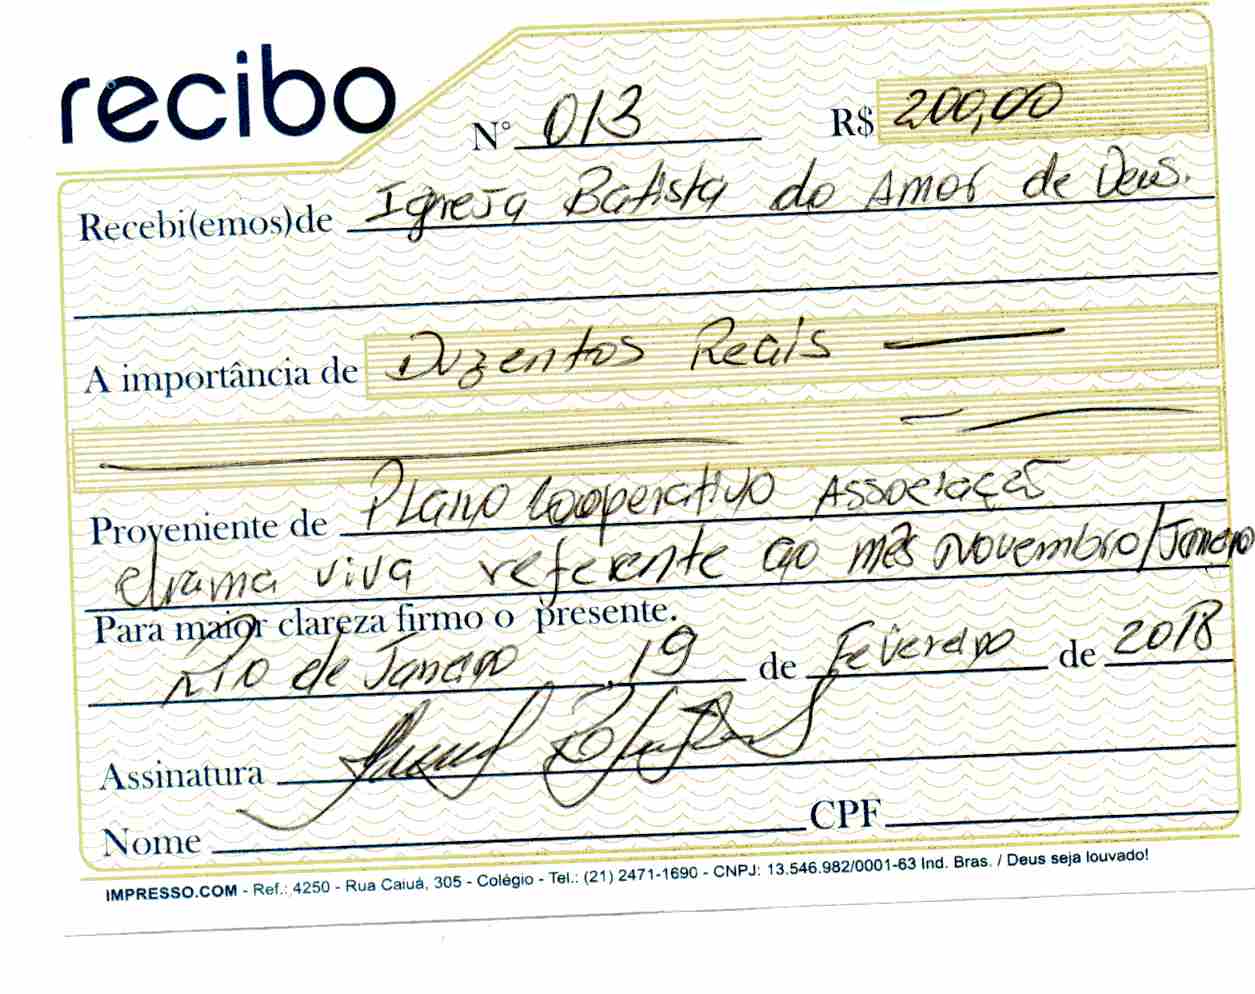 recibo
N° 013 R$ 200,00
Recebi(emos)de Igreja Batista do Amor de Deus.
A importância de Duzentos Reais
Proveniente de Plano Cooperativo Associação
viva referente ao mês Novembro/Janeiro
Para maior clareza firmo o presente.
Rio de Janeiro, 19 de Fevereiro de 2018
Assinatura
Nome CPF
IMPRESSO.COM - Ref.: 4250 - Rua Caiuá, 305 - Colégio - Tel.: (21) 2471-1690 - CNPJ: 13.546.982/0001-63 Ind. Bras. / Deus seja louvado!